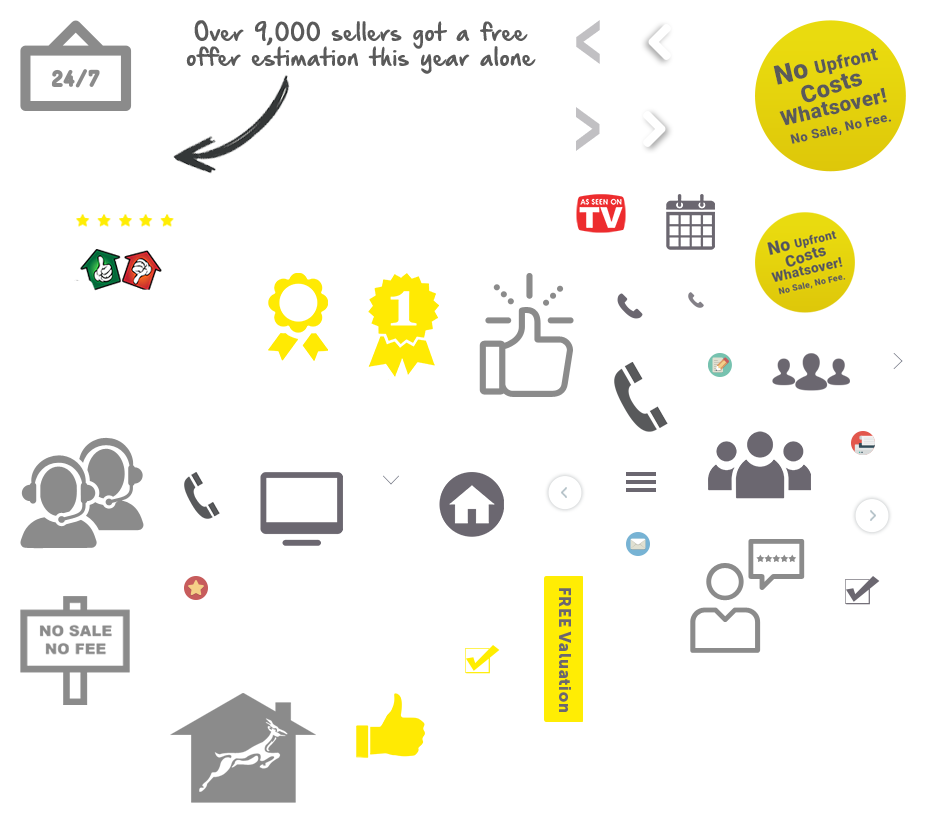 24/7
Over 9,000 sellers got a free
offer estimation this year alone
No Upfront
Costs
Whatsover!
No Sale, No Fee.
AS SEEN ON
TV
No Upfront
Costs
Whatsover!
No Sale, No Fee.
1
NO SALE
NO FEE
FREE Valuation